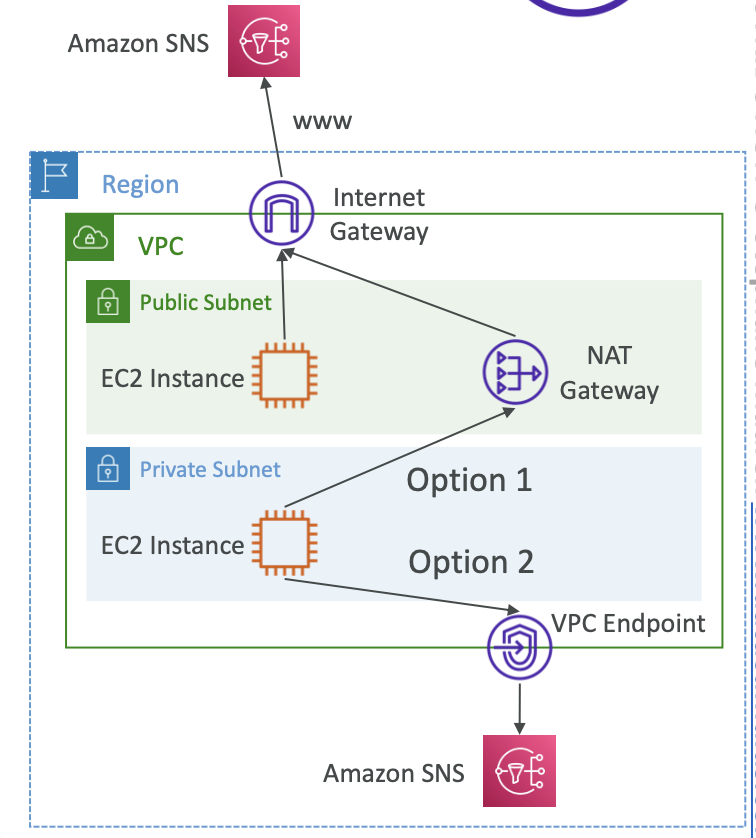 Amazon SNS
www
Region
Internet
Gateway
VPC
Public Subnet
EC2 Instance
NAT
Gateway
Private Subnet
Option 1
EC2 Instance
Option 2
VPC Endpoint
Amazon SNS